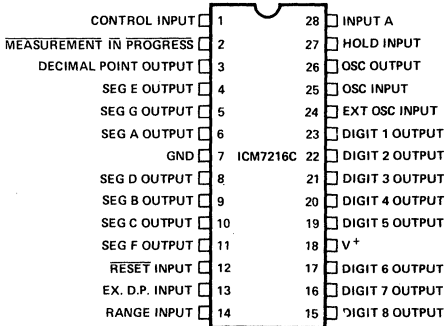 CONTROL INPUT 1 28 INPUT A
MEASUREMENT IN PROGRESS 2 27 HOLD INPUT
DECIMAL POINT OUTPUT 3 26 OSC OUTPUT
SEG E OUTPUT 4 25 OSC INPUT
SEG G OUTPUT 5 24 EXT OSC INPUT
SEG A OUTPUT 6 23 DIGIT 1 OUTPUT
GND 7 ICM7216C 22 DIGIT 2 OUTPUT
SEG D OUTPUT 8 21 DIGIT 3 OUTPUT
SEG B OUTPUT 9 20 DIGIT 4 OUTPUT
SEG C OUTPUT 10 19 DIGIT 5 OUTPUT
SEG F OUTPUT 11 18 V+
RESET INPUT 12 17 DIGIT 6 OUTPUT
EX. D.P. INPUT 13 16 DIGIT 7 OUTPUT
RANGE INPUT 14 15 DIGIT 8 OUTPUT